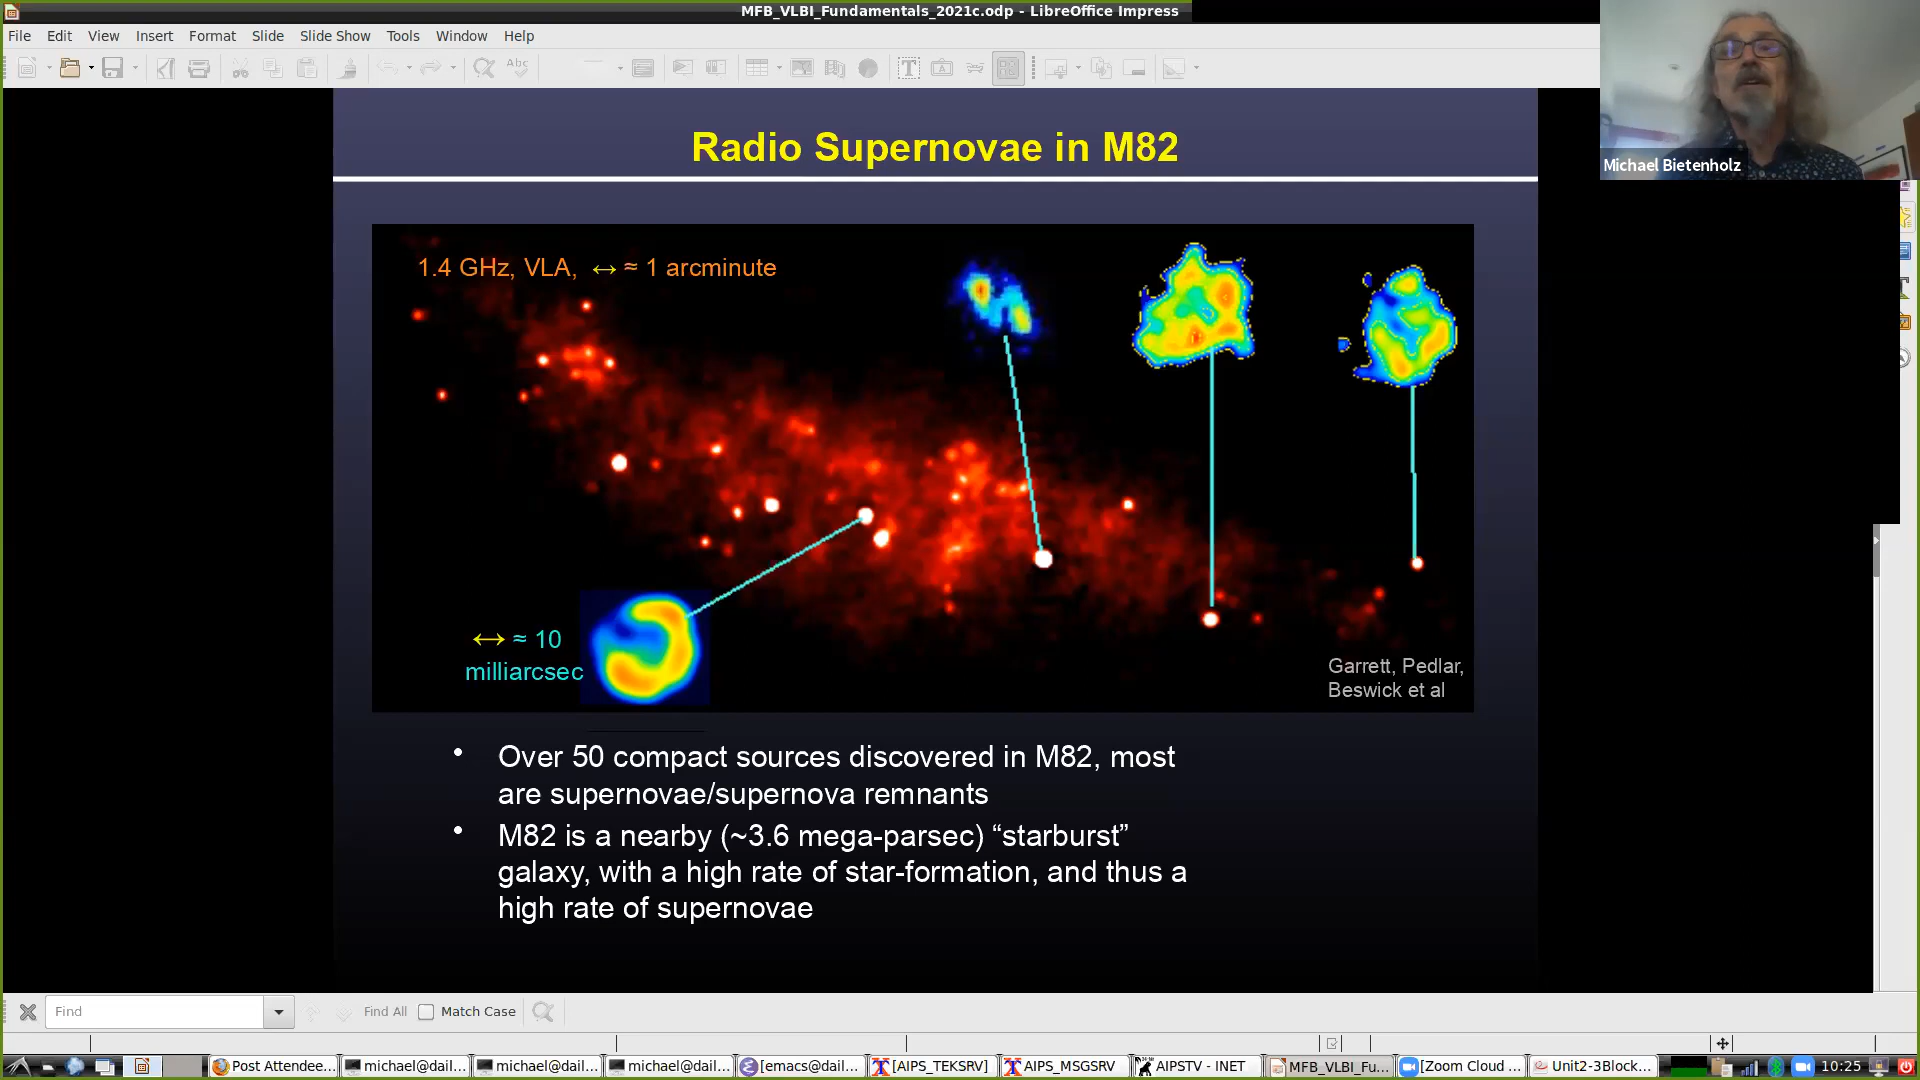 MFB_VLBI_Fundamentals_2021c.odp - LibreOffice Impress
File Edit View Insert Format Slide Slide Show Tools Window Help
Abc
Michael Bietenholz
Radio Supernovae in M82
1.4 GHz, VLA, ↔ ≈ 1 arcminute
↔ ≈ 10
milliarcsec
Garrett, Pedlar,
Beswick et al
• Over 50 compact sources discovered in M82, most
are supernovae/supernova remnants
• M82 is a nearby (~3.6 mega-parsec) “starburst”
galaxy, with a high rate of star-formation, and thus a
high rate of supernovae
Find Find All Match Case
Post Attendee... michael@dail... michael@dail... michael@dail... [emacs@dail... [AIPS_TEKSRV] AIPS_MSGSRV AIPSTV - INET MFB_VLBI_Fu... [Zoom Cloud ... Unit2-3Block... 10:25